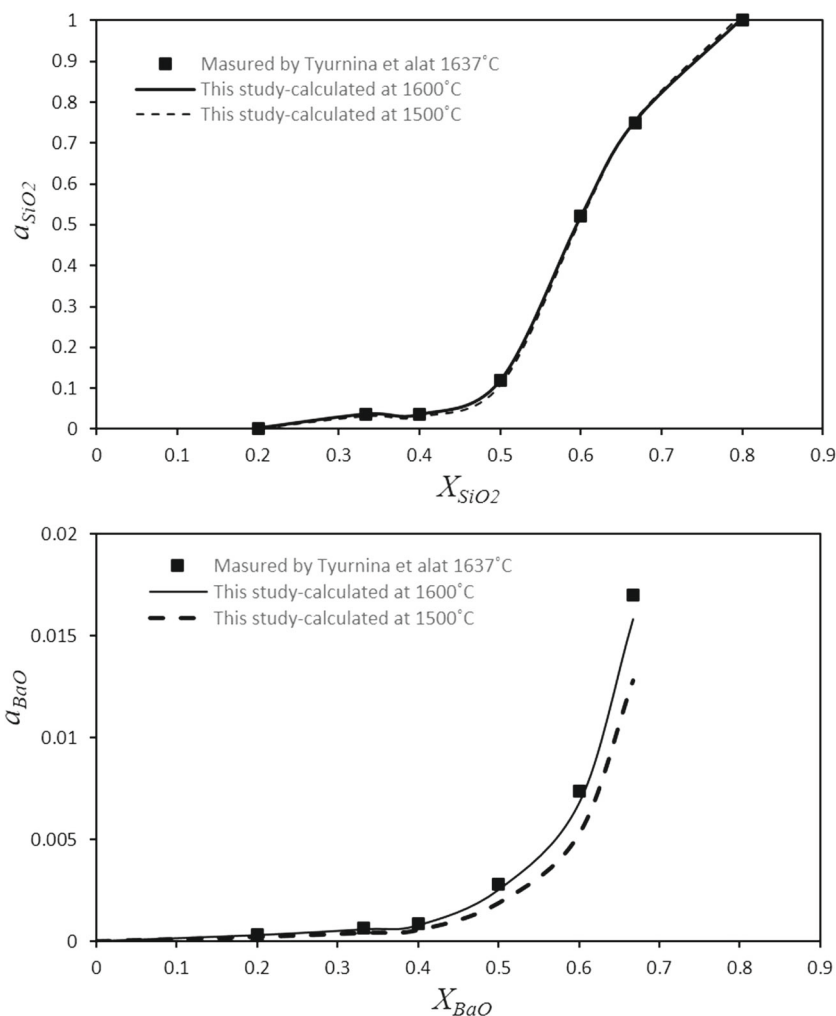 1
0.9
0.8
0.7
0.6
0.5
0.4
0.3
0.2
0.1
0
aSiO2
Masured by Tyurnina et alat 1637˚C
This study-calculated at 1600˚C
This study-calculated at 1500˚C
0 0.1 0.2 0.3 0.4 0.5 0.6 0.7 0.8 0.9
XSiO2
0.02
0.015
0.01
0.005
0
aBaO
Masured by Tyurnina et alat 1637˚C
This study-calculated at 1600˚C
This study-calculated at 1500˚C
0 0.1 0.2 0.3 0.4 0.5 0.6 0.7 0.8 0.9
XBaO